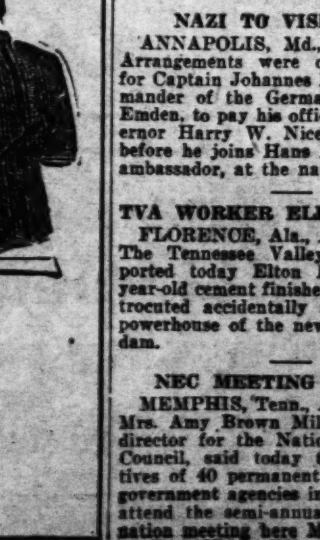 NAZI TO VIS
ANNAPOLIS, Md.,
Arrangements were
for Captain Johannes
mander of the Germa
Emden, to pay his offi
ernor Harry W. Nice
before he joins Hans
ambassador, at the na
TVA WORKER EL
FLORENCE, Ala.,
The Tennessee Valley
ported today Elton
year-old cement finishe
trocuted accidentally
powerhouse of the new
dam.
NEC MEETING
MEMPHIS, Tenn.,
Mrs. Amy Brown Mil
director for the Natio
Council, said today
tives of 40 permanent
government agencies in
attend the semi-annua
nation meeting here M